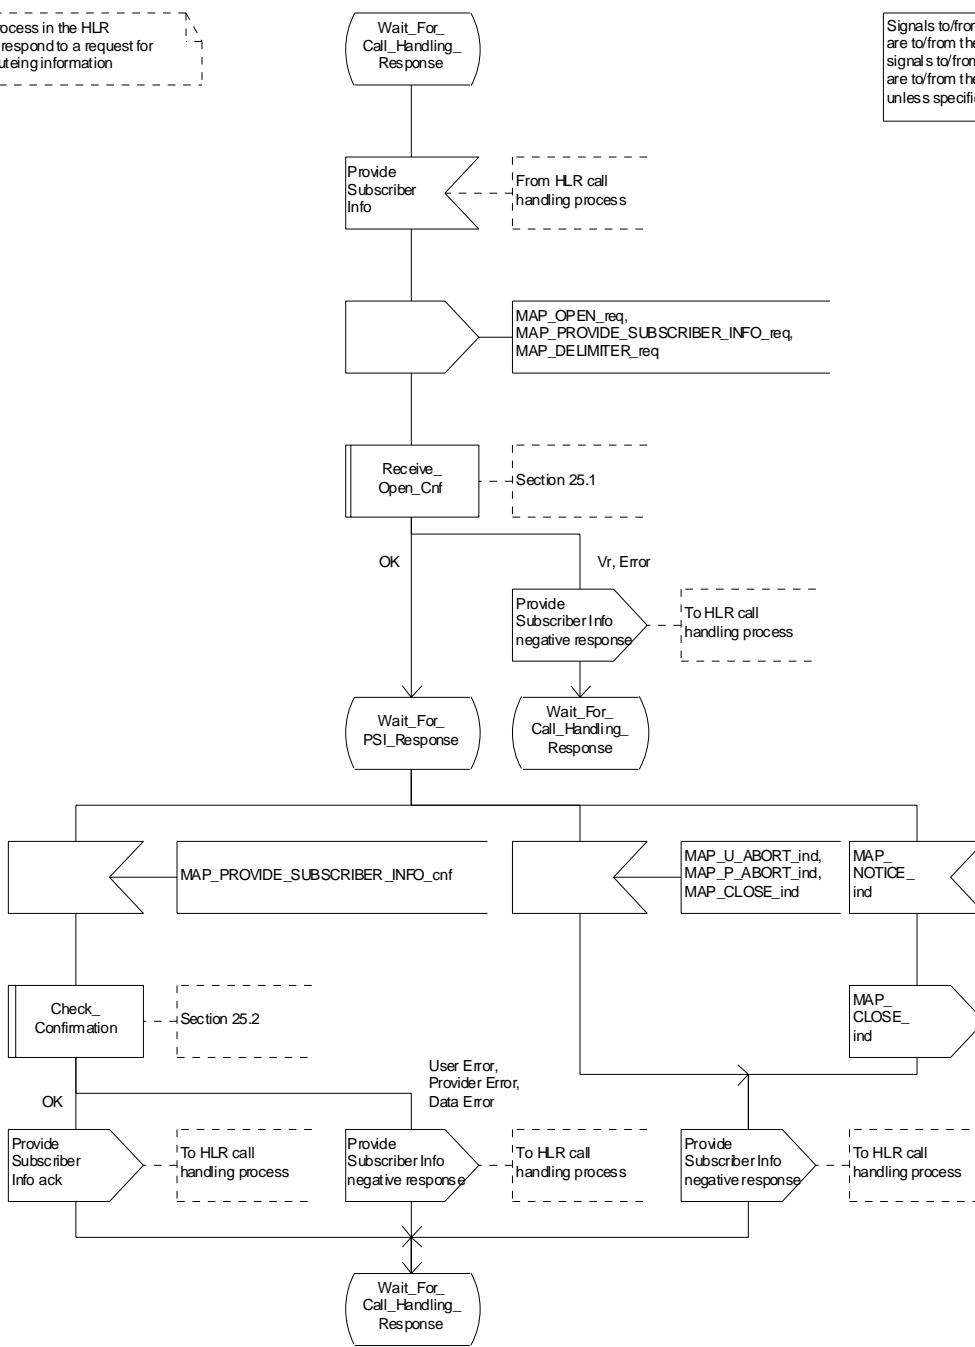 ocess in the HLR
respond to a request for
uteing information
Wait_For_
Call_Handling_
Response
Signals to/fro
are to/from the
signals to/from
are to/from the
unless specifi
Provide
Subscriber
Info
From HLR call
handling process
MAP_OPEN_req,
MAP_PROVIDE_SUBSCRIBER_INFO_req,
MAP_DELIMITER_req
Receive_
Open_Cnf
Section 25.1
OK
Vr, Error
Provide
Subscriber Info
negative response
To HLR call
handling process
Wait_For_
PSI_Response
Wait_For_
Call_Handling_
Response
MAP_PROVIDE_SUBSCRIBER_INFO_cnf
MAP_U_ABORT_ind,
MAP_P_ABORT_ind,
MAP_CLOSE_ind
MAP_
NOTICE_
ind
Check_
Confirmation
Section 25.2
MAP_
CLOSE_
ind
User Error,
Provider Error,
Data Error
OK
Provide
Subscriber
Info ack
To HLR call
handling process
Provide
Subscriber Info
negative response
To HLR call
handling process
Provide
Subscriber Info
negative response
To HLR call
handling process
Wait_For_
Call_Handling_
Response